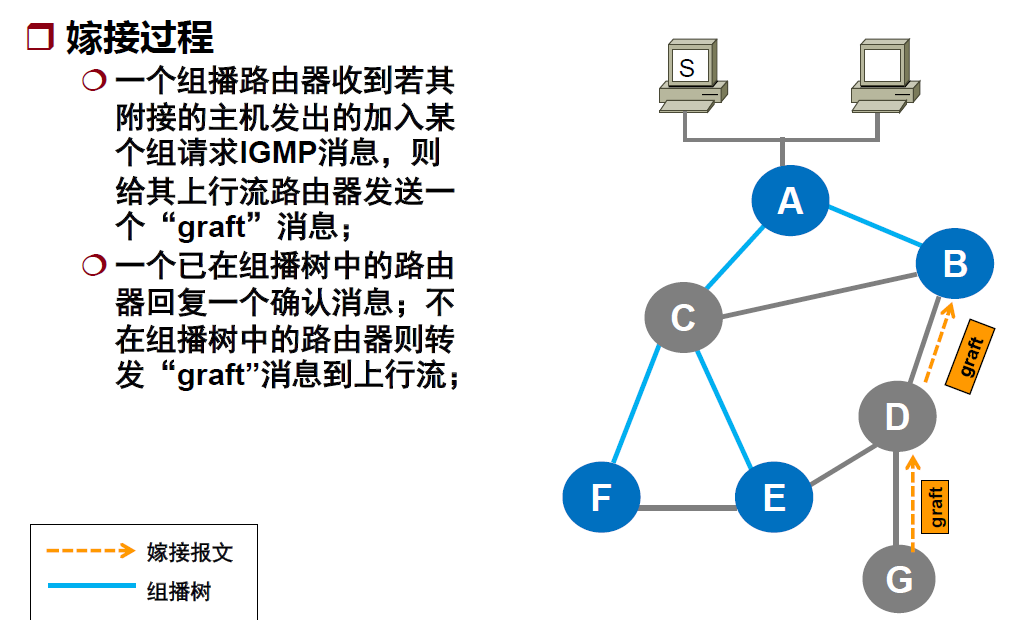 嫁接过程
一个组播路由器收到若其
附接的主机发出的加入某
个组请求IGMP消息，则
给其上行流路由器发送一
个“graft”消息；
一个已在组播树中的路由
器回复一个确认消息；不
在组播树中的路由器则转
发“graft”消息到上行流；
S
A
B
C
graft
D
F
E
graft
G
嫁接报文
组播树